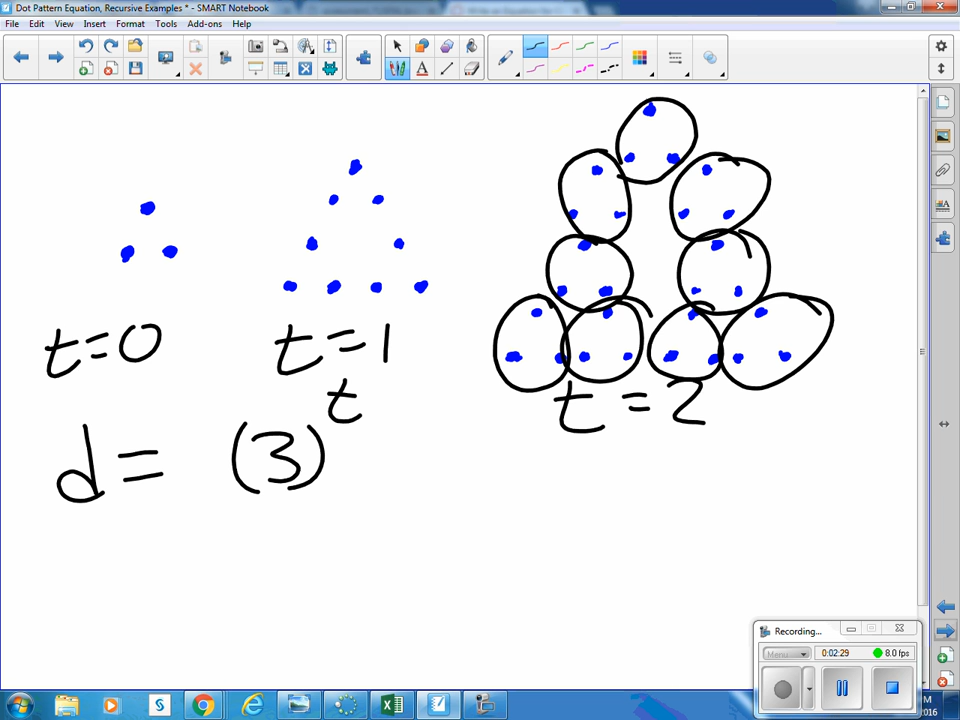 Dot Pattern Equation, Recursive Examples * - SMART Notebook
File Edit View Insert Format Tools Add-ons Help
t=0
t=1
t = 2
d= (3)^t
Recording...
Menu
0:02:29
8.0 fps
M
2016